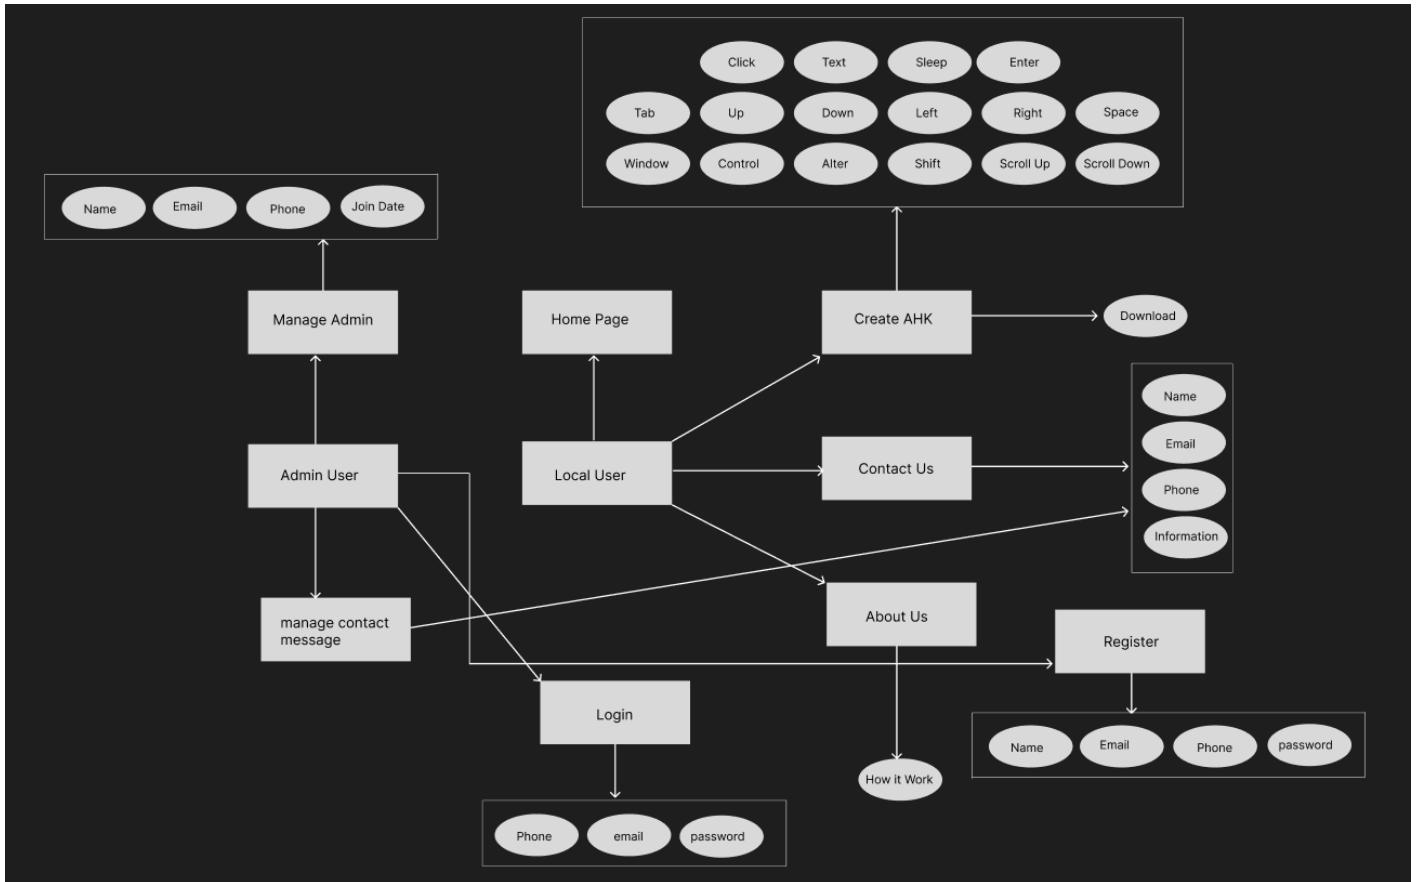 Click
Text
Sleep
Enter
Tab
Up
Down
Left
Right
Space
Window
Control
Alter
Shift
Scroll Up
Scroll Down
Name
Email
Phone
Join Date
Manage Admin
Home Page
Create AHK
Download
Name
Email
Phone
Information
Admin User
Local User
Contact Us
manage contact
message
About Us
Register
Login
Name
Email
Phone
password
How it Work
Phone
email
password